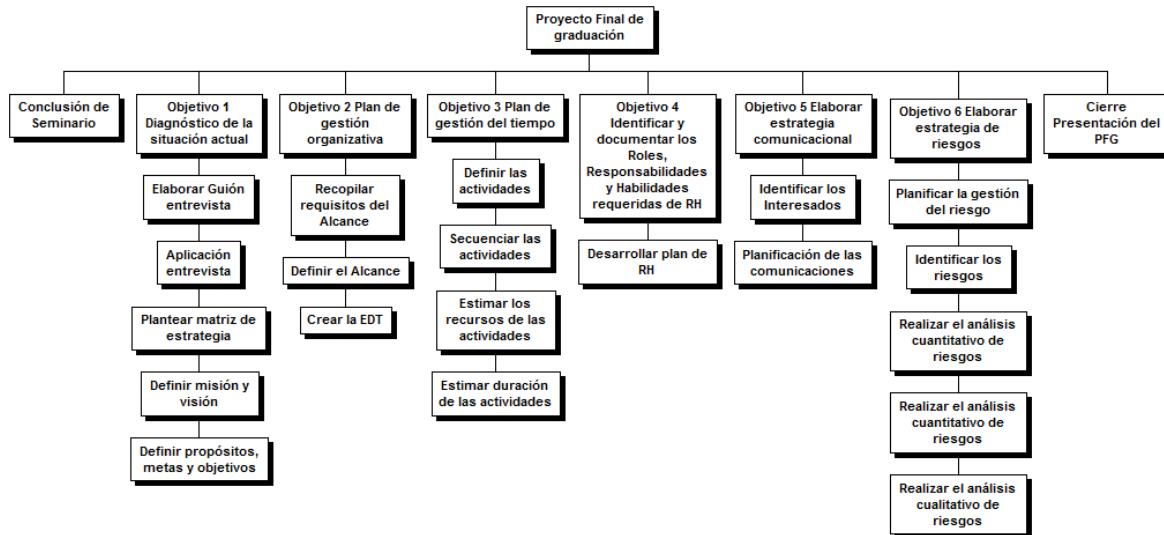 Proyecto Final de
graduación
Conclusión de
Seminario
Objetivo 1
Diagnóstico de la
situación actual
Elaborar Guión
entrevista
Aplicación
entrevista
Plantear matriz de
estrategia
Definir misión y
visión
Definir propósitos,
metas y objetivos
Objetivo 2 Plan de
gestión
organizativa
Recopilar
requisitos del
Alcance
Definir el Alcance
Crear la EDT
Objetivo 3 Plan de
gestión del tiempo
Definir las
actividades
Secuenciar las
actividades
Estimar los
recursos de las
actividades
Estimar duración
de las actividades
Objetivo 4
Identificar y
documentar los
Roles,
Responsabilidades
y Habilidades
requeridas de RH
Desarrollar plan de
RH
Objetivo 5 Elaborar
estrategia
comunicacional
Identificar los
Interesados
Planificación de las
comunicaciones
Objetivo 6 Elaborar
estrategia de
riesgos
Planificar la gestión
del riesgo
Identificar los
riesgos
Realizar el análisis
cuantitativo de
riesgos
Realizar el análisis
cuantitativo de
riesgos
Realizar el análisis
cualitativo de
riesgos
Cierre
Presentación del
PFG